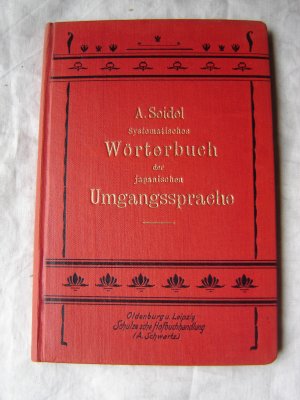 A. Seidel
Systematisches
Wörterbuch
der
japanischen
Umgangssprache
Oldenburg u. Leipzig
Schulzesche Hofbuchhandlung
(A. Schwartz)